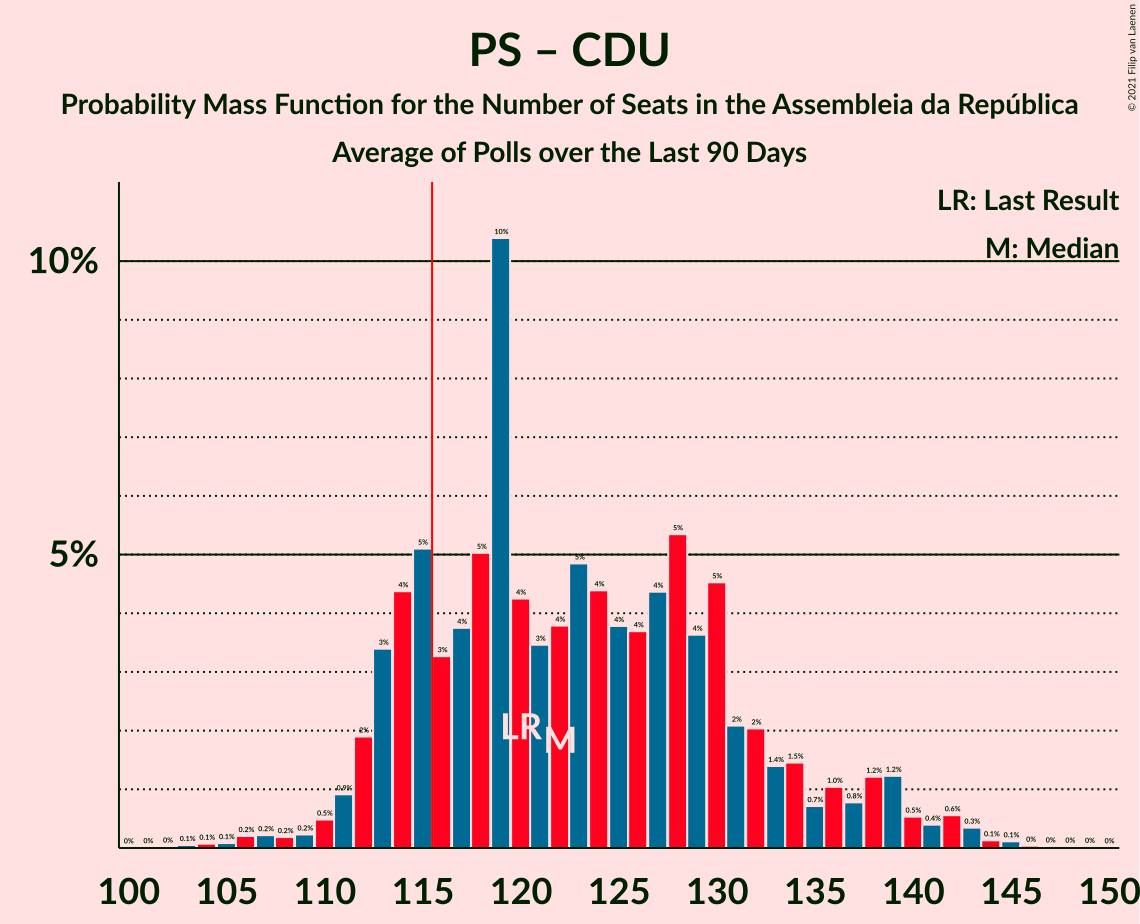 PS – CDU
Probability Mass Function for the Number of Seats in the Assembleia da República
Average of Polls over the Last 90 Days
© 2021 Filip van Laenen
LR: Last Result
M: Median
10%
5%
0% 0% 0% 0.1% 0.1% 0.1% 0.2% 0.2% 0.2% 0.2% 0.5% 0.9% 2% 3% 4% 5% 3% 4% 5% 10% 4% 3% 4% 5% 4% 4% 4% 4% 5% 4% 5% 2% 2% 1.4% 1.5% 0.7% 1.0% 0.8% 1.2% 1.2% 0.5% 0.4% 0.6% 0.3% 0.1% 0.1% 0% 0% 0% 0% 0%
LR M
100 105 110 115 120 125 130 135 140 145 150